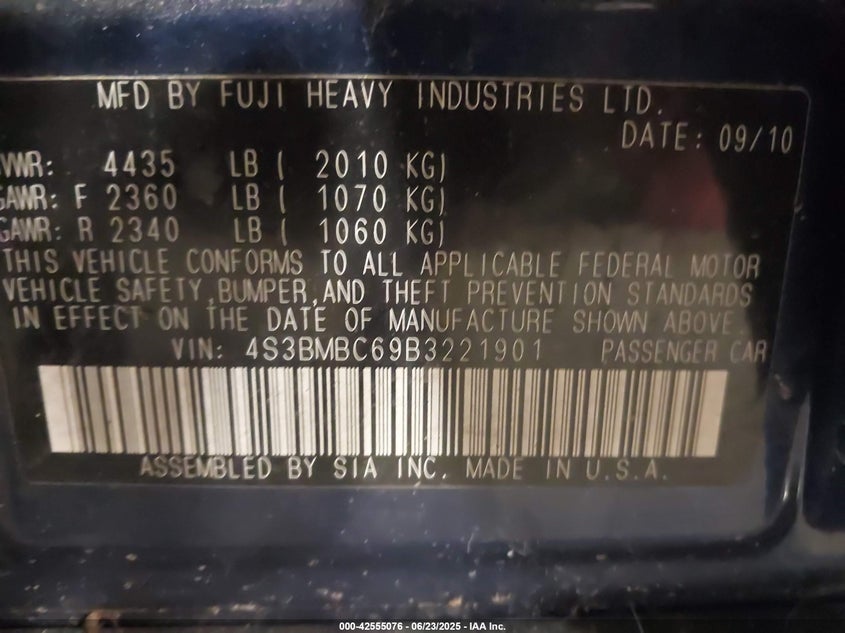 MFD BY FUJI HEAVY INDUSTRIES LTD.
DATE: 09/10
VWR: 4435 LB ( 2010 KG)
GAWR: F 2360 LB ( 1070 KG)
GAWR: R 2340 LB ( 1060 KG)
THIS VEHICLE CONFORMS TO ALL APPLICABLE FEDERAL MOTOR
VEHICLE SAFETY,BUMPER,AND THEFT PREVENTION STANDARDS
IN EFFECT ON THE DATE OF MANUFACTURE SHOWN ABOVE.
VIN: 4S3BMBC69B3221901 PASSENGER CAR
ASSEMBLED BY SIA INC. MADE IN U.S.A.
000-42555076 - 06/23/2025 - IAA Inc.